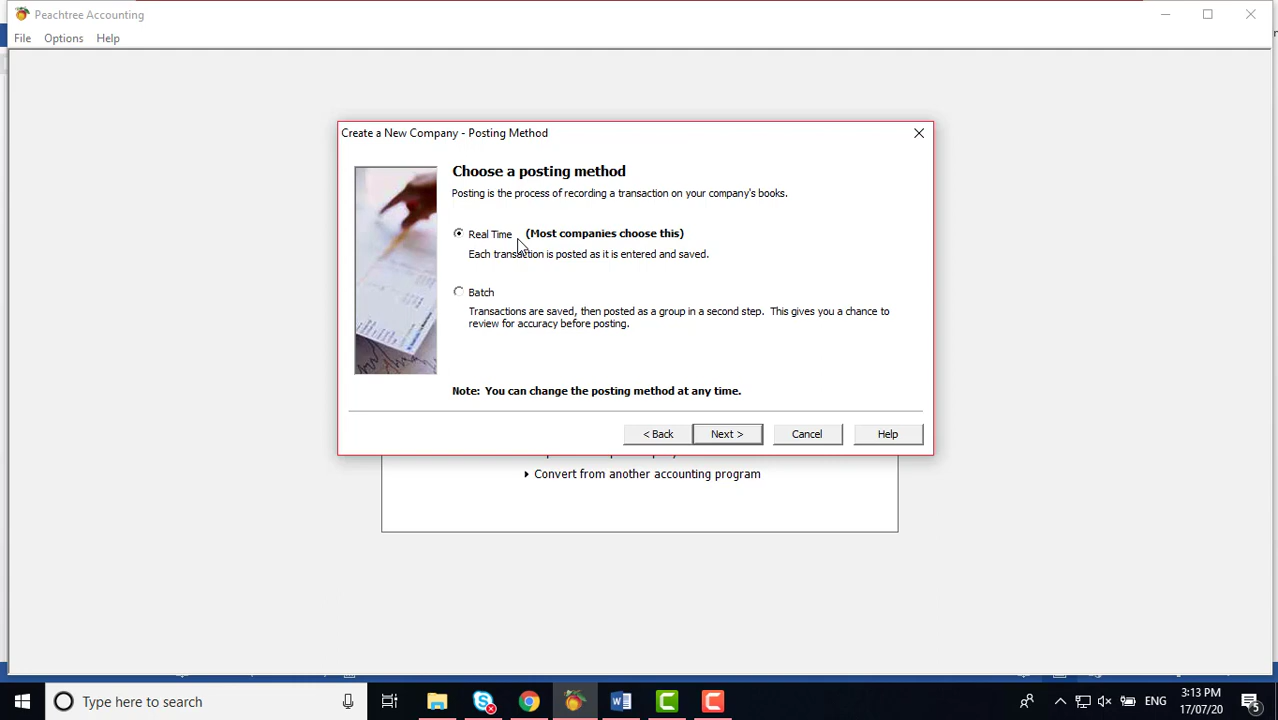 Peachtree Accounting
File Options Help
Create a New Company - Posting Method
Choose a posting method
Posting is the process of recording a transaction on your company's books.
Real Time (Most companies choose this)
Each transaction is posted as it is entered and saved.
Batch
Transactions are saved, then posted as a group in a second step. This gives you a chance to
review for accuracy before posting.
Note: You can change the posting method at any time.
< Back Next > Cancel Help
Convert from another accounting program
Type here to search
ENG
3:13 PM
17/07/20
5